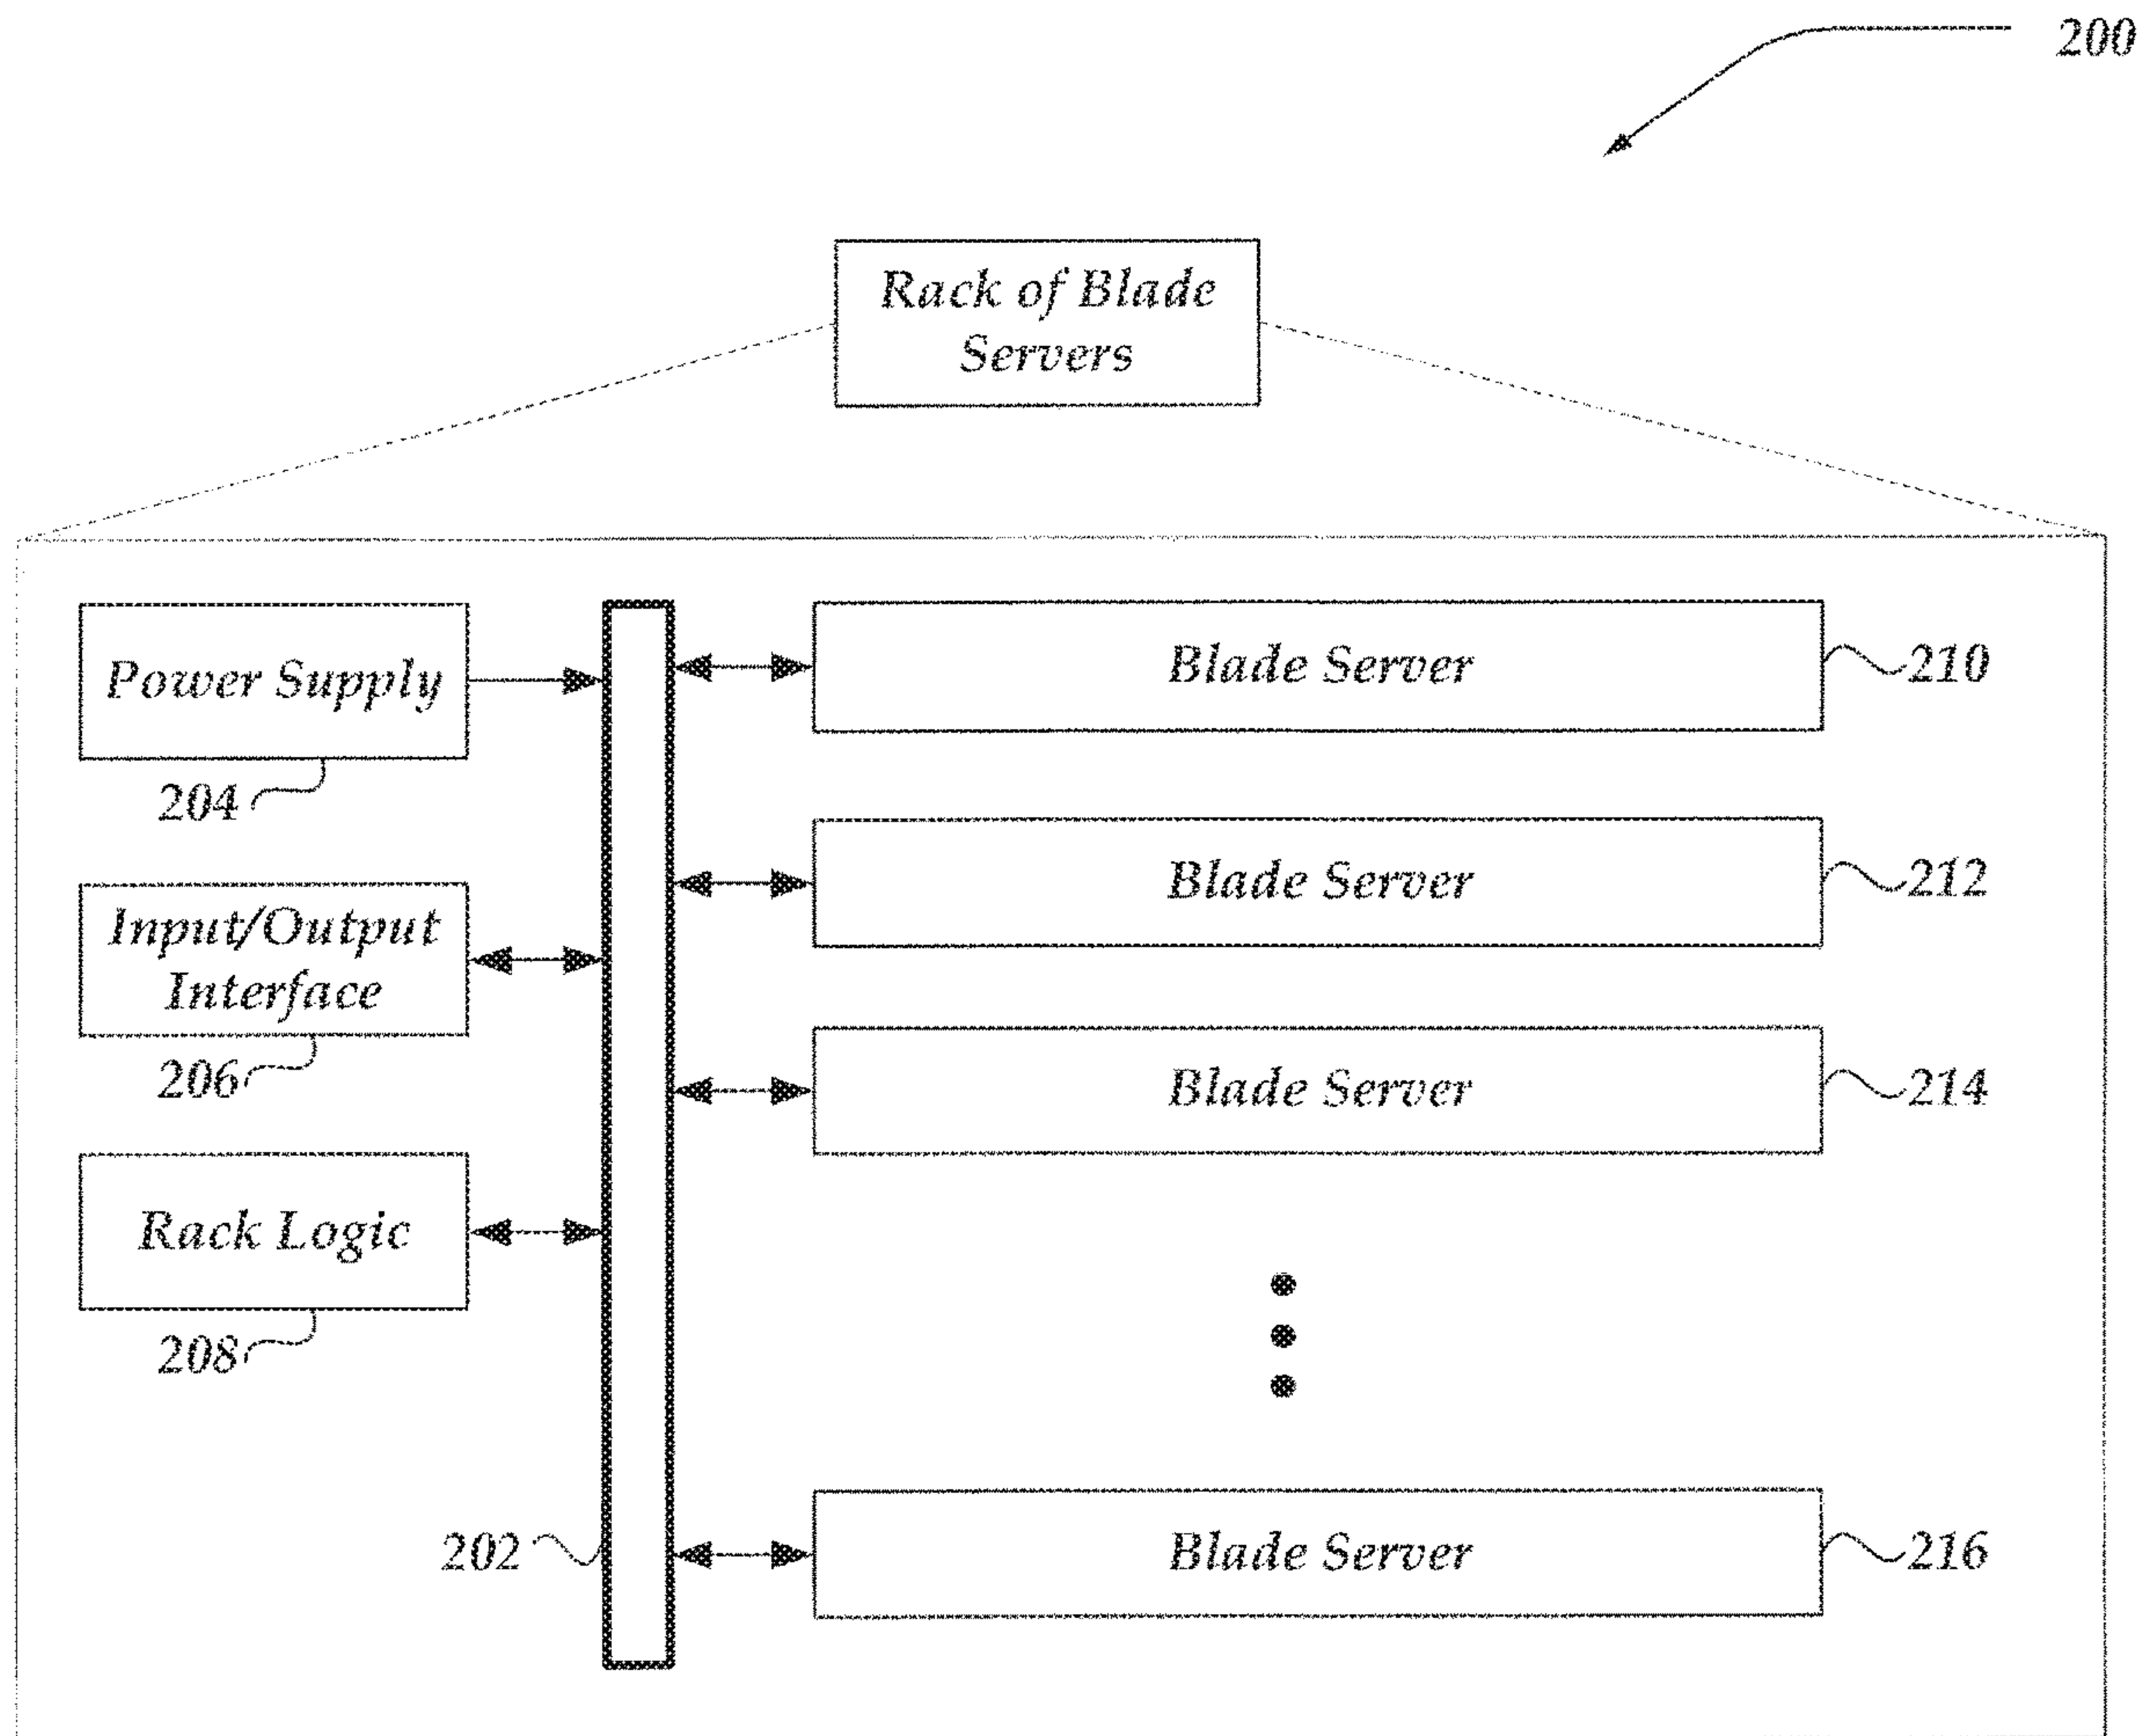 200
Rack of Blade
Servers
Power Supply
204
Input/Output
Interface
206
Rack Logic
208
202
Blade Server
210
Blade Server
212
Blade Server
214
Blade Server
216